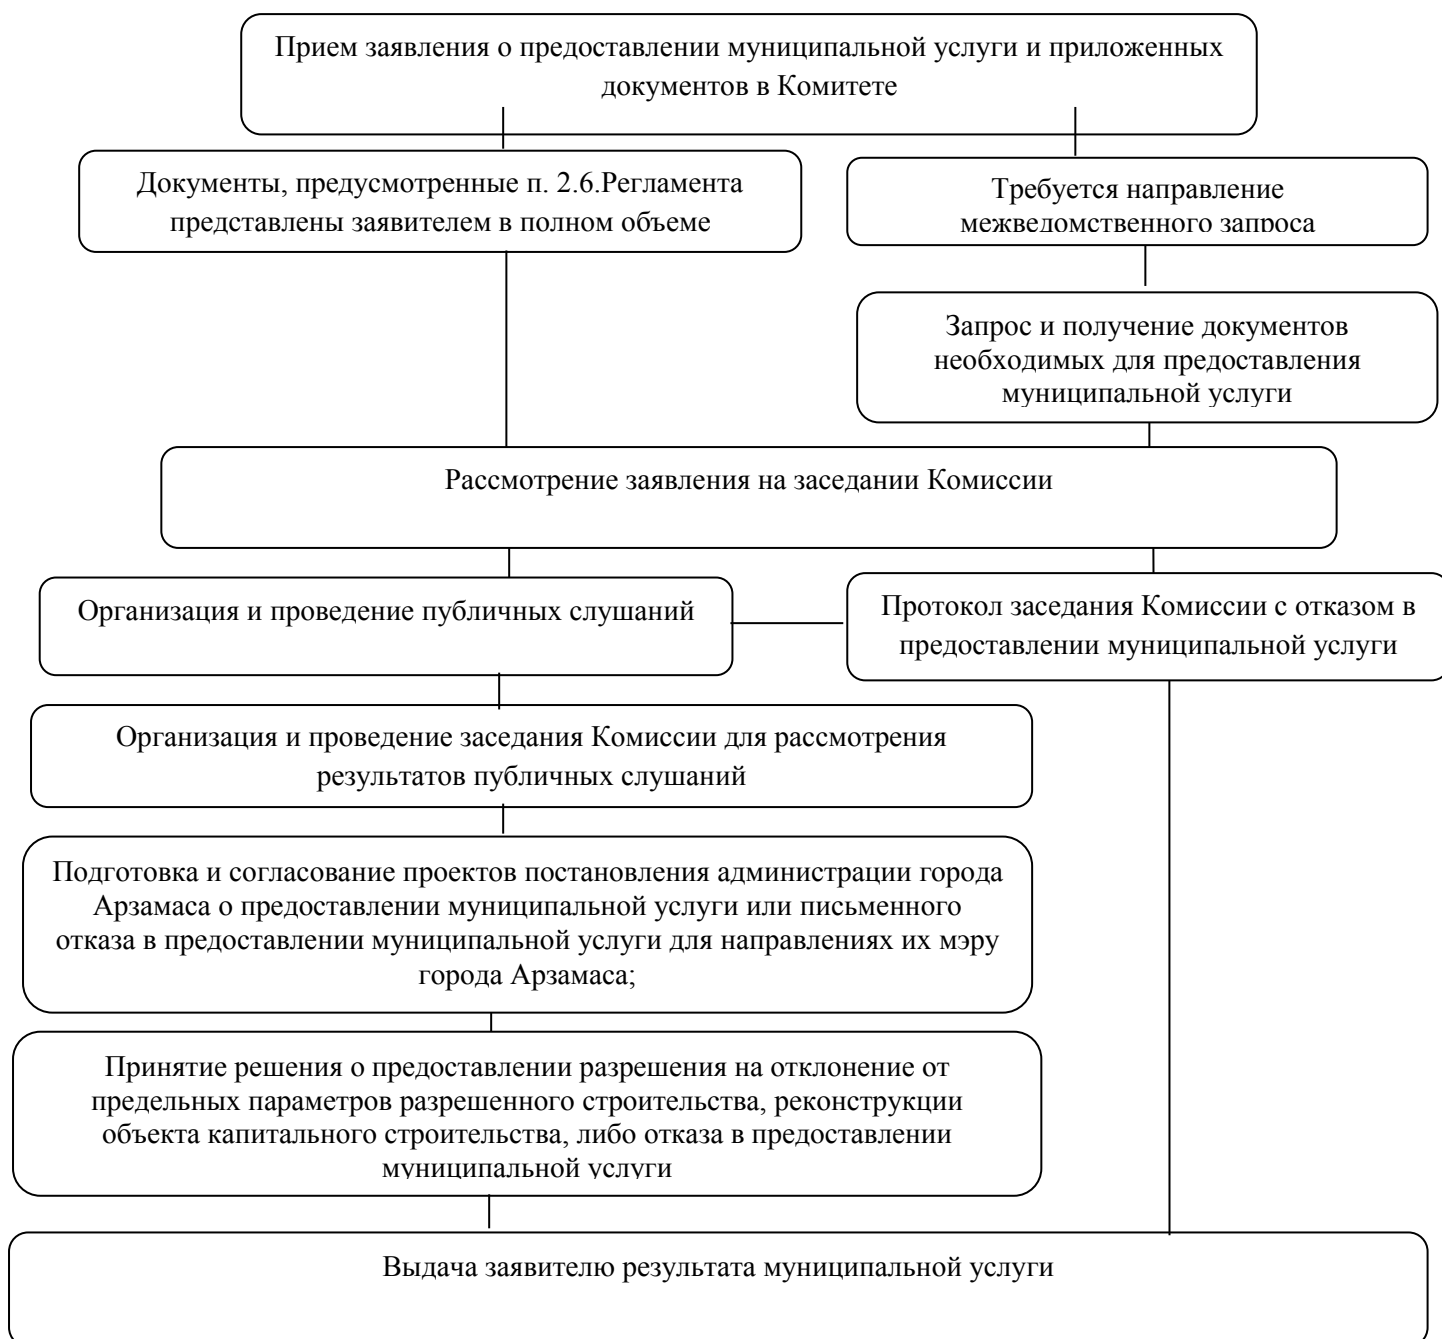 Прием заявления о предоставлении муниципальной услуги и приложенных
документов в Комитете
Документы, предусмотренные п. 2.6.Регламента
представлены заявителем в полном объеме
Требуется направление
межведомственного запроса
Запрос и получение документов
необходимых для предоставления
муниципальной услуги
Рассмотрение заявления на заседании Комиссии
Организация и проведение публичных слушаний
Протокол заседания Комиссии с отказом в
предоставлении муниципальной услуги
Организация и проведение заседания Комиссии для рассмотрения
результатов публичных слушаний
Подготовка и согласование проектов постановления администрации города
Арзамаса о предоставлении муниципальной услуги или письменного
отказа в предоставлении муниципальной услуги для направлениях их мэру
города Арзамаса;
Принятие решения о предоставлении разрешения на отклонение от
предельных параметров разрешенного строительства, реконструкции
объекта капитального строительства, либо отказа в предоставлении
муниципальной услуги
Выдача заявителю результата муниципальной услуги